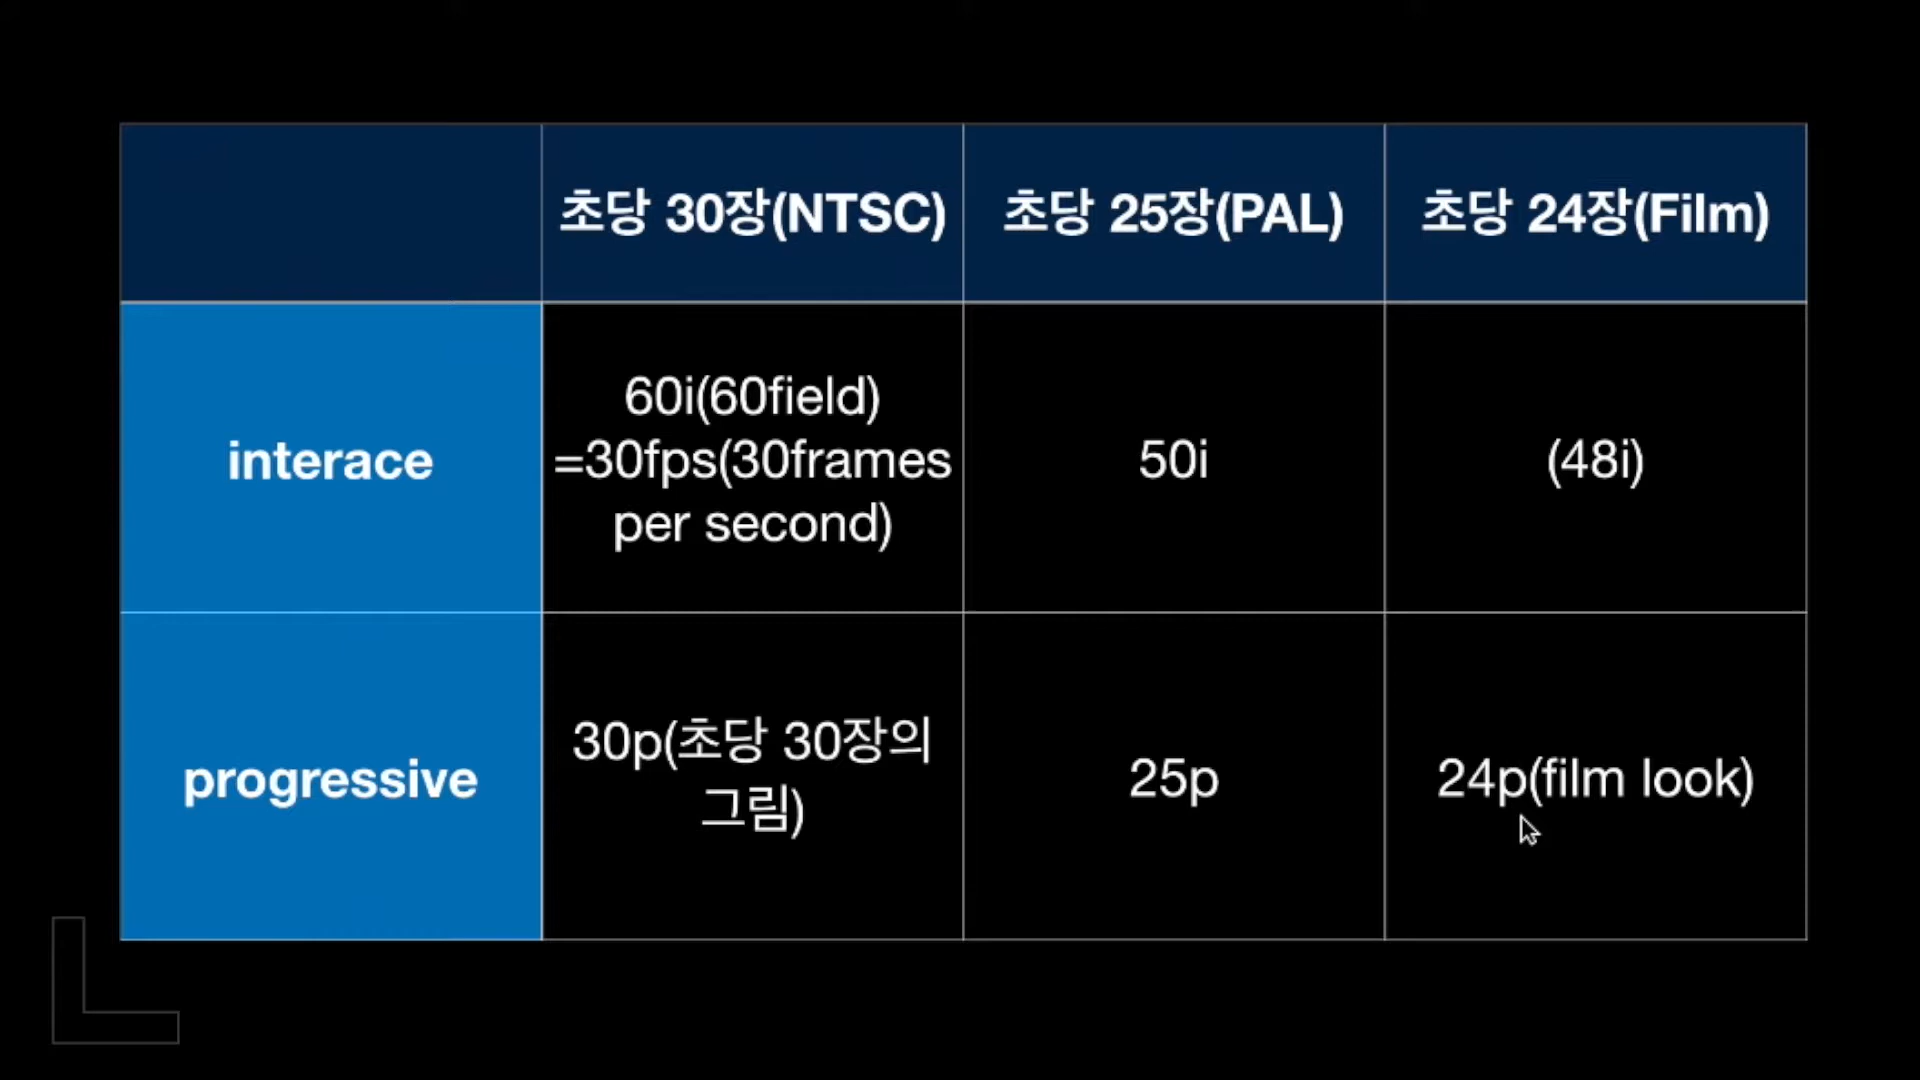 초당 30장(NTSC)
초당 25장(PAL)
초당 24장(Film)
interace
60i(60field)
=30fps(30frames
per second)
50i
(48i)
progressive
30p(초당 30장의
그림)
25p
24p(film look)